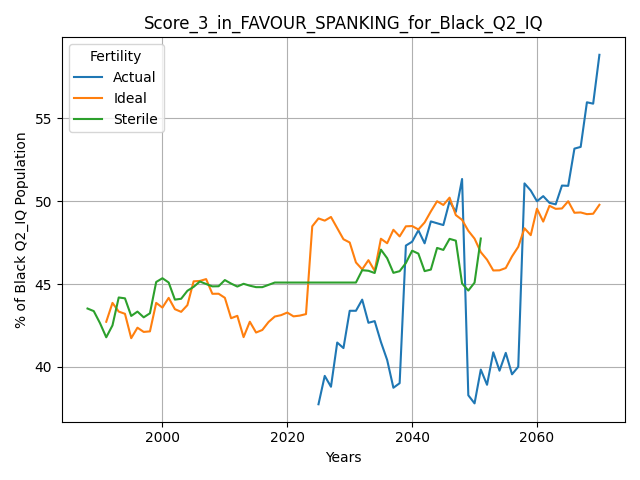 Score_3_in_FAVOUR_SPANKING_for_Black_Q2_IQ
Fertility
Actual
Ideal
Sterile
% of Black Q2_IQ Population
55
50
45
40
2000
2020
2040
2060
Years